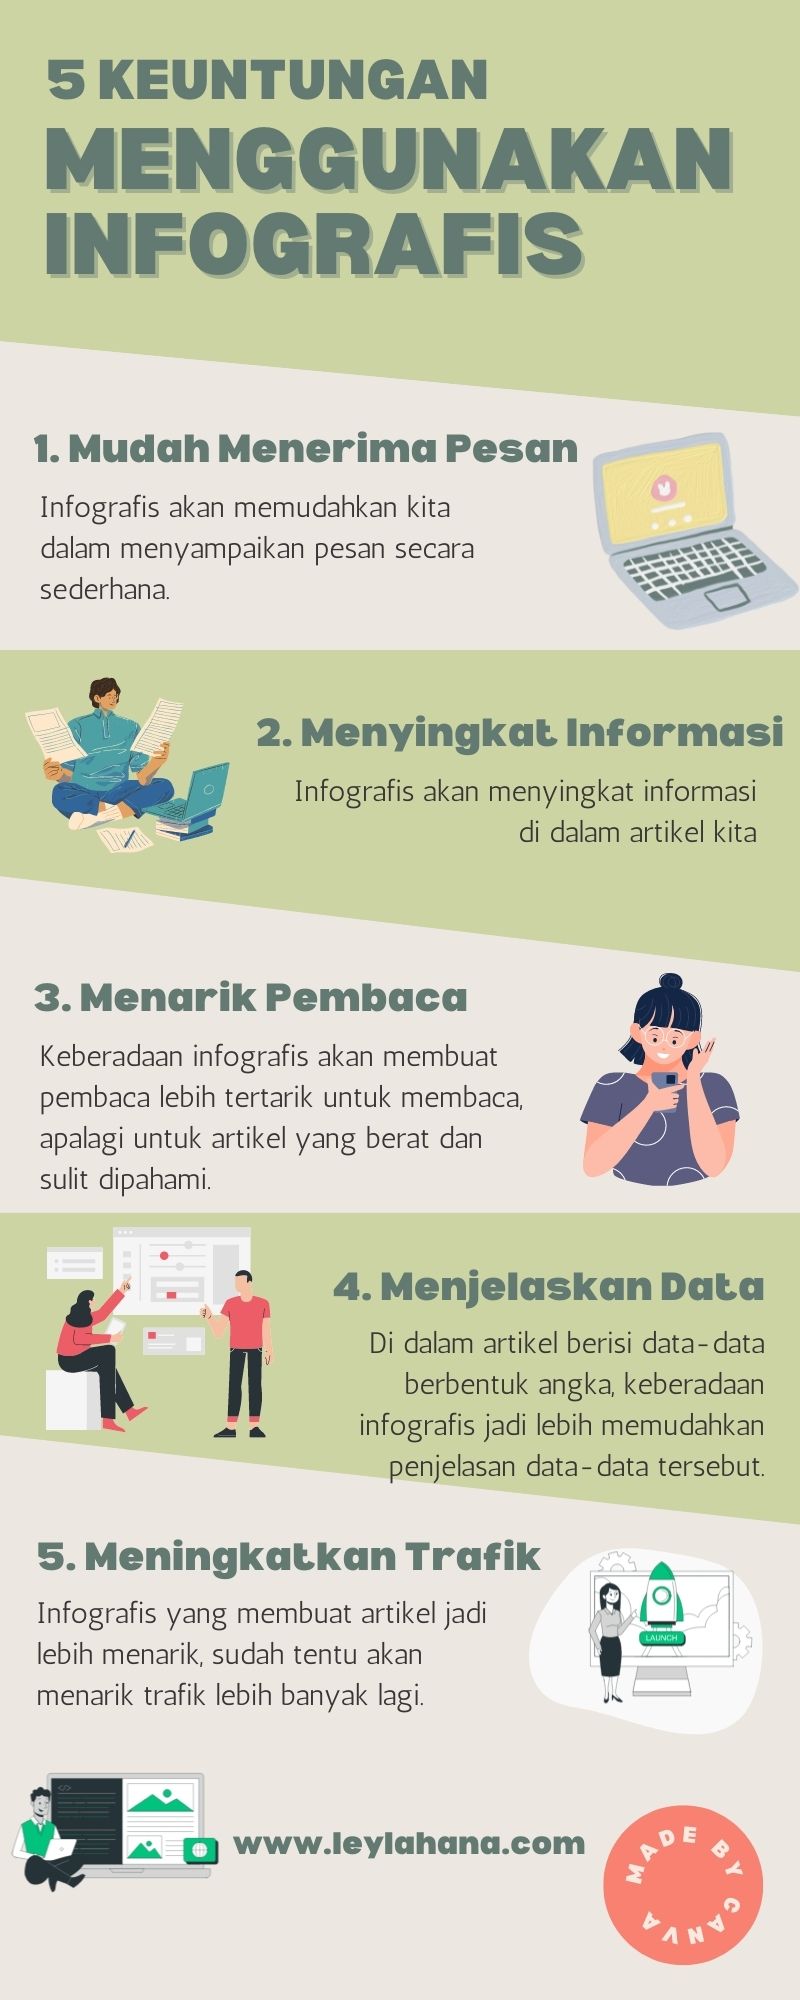 5 KEUNTUNGAN
MENGGUNAKAN
INFOGRAFIS
1. Mudah Menerima Pesan
Infografis akan memudahkan kita
dalam menyampaikan pesan secara
sederhana.
2. Menyingkat Informasi
Infografis akan menyingkat informasi
di dalam artikel kita
3. Menarik Pembaca
Keberadaan infografis akan membuat
pembaca lebih tertarik untuk membaca,
apalagi untuk artikel yang berat dan
sulit dipahami.
4. Menjelaskan Data
Di dalam artikel berisi data-data
berbentuk angka, keberadaan
infografis jadi lebih memudahkan
penjelasan data-data tersebut.
5. Meningkatkan Trafik
Infografis yang membuat artikel jadi
lebih menarik, sudah tentu akan
menarik trafik lebih banyak lagi.
LAUNCH
</>
www.leylahana.com
MADE BY CANVA